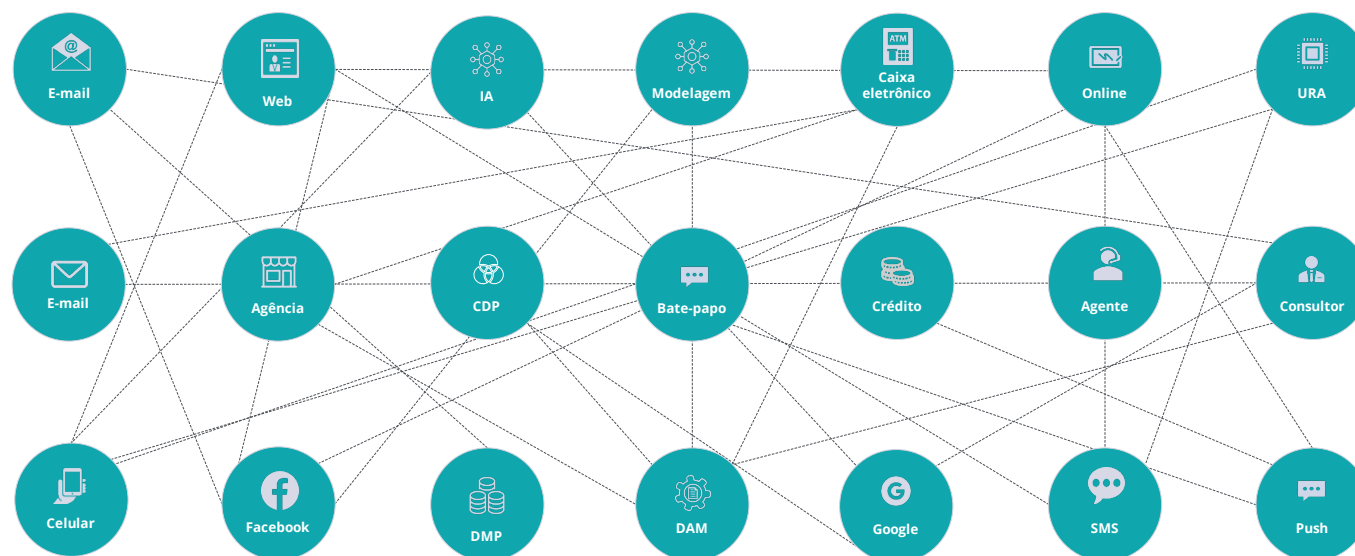 @
E-mail
Web
IA
Modelagem
ATM
Caixa
eletrônico
Online
URA
E-mail
Agência
CDP
Bate-papo
Crédito
Agente
Consultor
Celular
Facebook
DMP
DAM
Google
SMS
Push